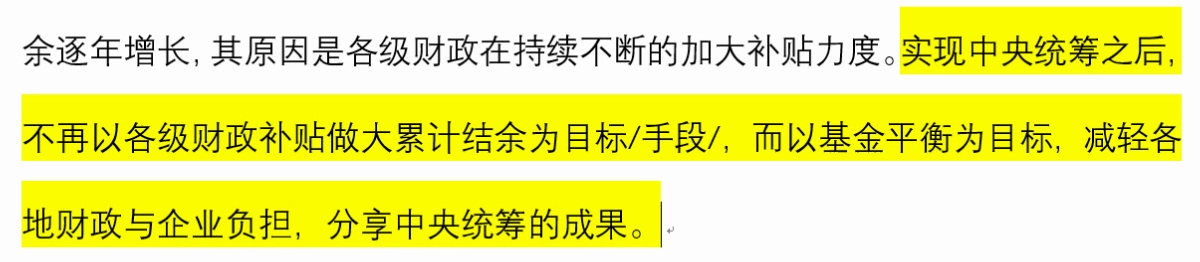 余逐年增长,其原因是各级财政在持续不断的加大补贴力度。实现中央统筹之后,
不再以各级财政补贴做大累计结余为目标/手段/，而以基金平衡为目标，减轻各
地财政与企业负担，分享中央统筹的成果。